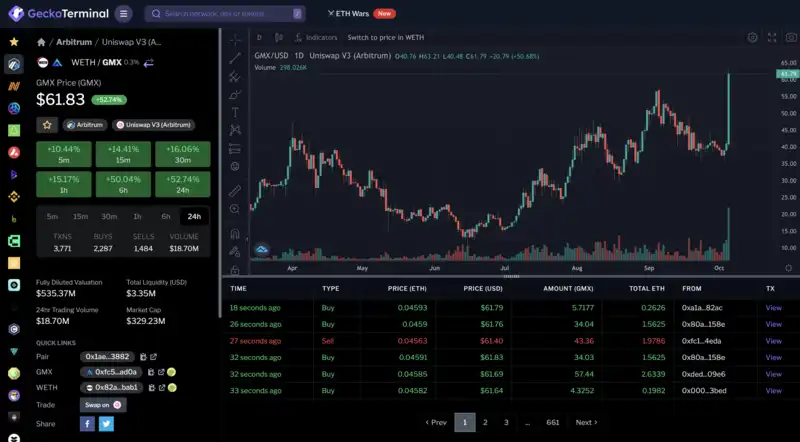 GeckoTerminal
Search in network, dex or tokens
/
ETH Wars
New
Arbitrum / Uniswap V3 (A...
WETH / GMX 0.3%
GMX Price (GMX)
$61.83
+52.74%
Arbitrum
Uniswap V3 (Arbitrum)
+10.44%
5m
+14.41%
15m
+16.06%
30m
+15.17%
1h
+50.04%
6h
+52.74%
24h
5m 15m 30m 1h 6h 24h
TXNS BUYS SELLS VOLUME
3,771 2,287 1,484 $18.70M
Fully Diluted Valuation
$535.37M
Total Liquidity (USD)
$3.35M
24hr Trading Volume
$18.70M
Market Cap
$329.23M
QUICK LINKS
Pair 0x1ae...3882
GMX 0xfc5...ad0a
WETH 0x82a...bab1
Trade Swap on
Share
D Indicators Switch to price in WETH
GMX/USD · 1D · Uniswap V3 (Arbitrum) O40.76 H63.21 L40.48 C61.79 +20.79 (+50.68%)
Volume 298.026K
65.00
61.79
60.00
55.00
50.00
45.00
40.00
35.00
30.00
25.00
20.00
15.00
10.00
Apr May Jun Jul Aug Sep Oct
TIME TYPE PRICE (ETH) PRICE (USD) AMOUNT (GMX) TOTAL ETH FROM TX
18 seconds ago Buy 0.04593 $61.79 5.7177 0.2626 0xa1a...82ac View
26 seconds ago Buy 0.0459 $61.76 34.04 1.5625 0x80a...158e View
27 seconds ago Sell 0.04563 $61.40 43.36 1.9786 0xfc1...4eda View
32 seconds ago Buy 0.04591 $61.83 34.03 1.5625 0x80a...158e View
32 seconds ago Buy 0.04585 $61.69 57.44 2.6339 0xded...09e6 View
33 seconds ago Buy 0.04582 $61.64 4.3252 0.1982 0x000...3bed View
‹ Prev 1 2 3 ... 661 Next ›